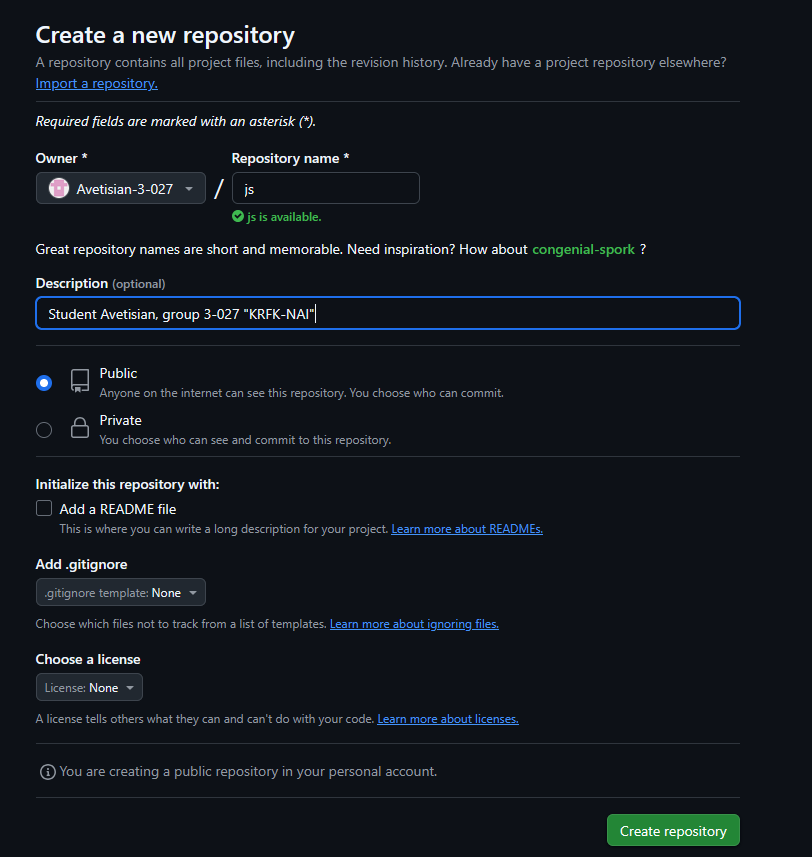 Create a new repository
A repository contains all project files, including the revision history. Already have a project repository elsewhere?
Import a repository.
Required fields are marked with an asterisk (*).
Owner * Repository name *
Avetisian-3-027 / js
js is available.
Great repository names are short and memorable. Need inspiration? How about congenial-spork ?
Description (optional)
Student Avetisian, group 3-027 "KRFK-NAI"
Public
Anyone on the internet can see this repository. You choose who can commit.
Private
You choose who can see and commit to this repository.
Initialize this repository with:
Add a README file
This is where you can write a long description for your project. Learn more about READMEs.
Add .gitignore
.gitignore template: None
Choose which files not to track from a list of templates. Learn more about ignoring files.
Choose a license
License: None
A license tells others what they can and can't do with your code. Learn more about licenses.
You are creating a public repository in your personal account.
Create repository